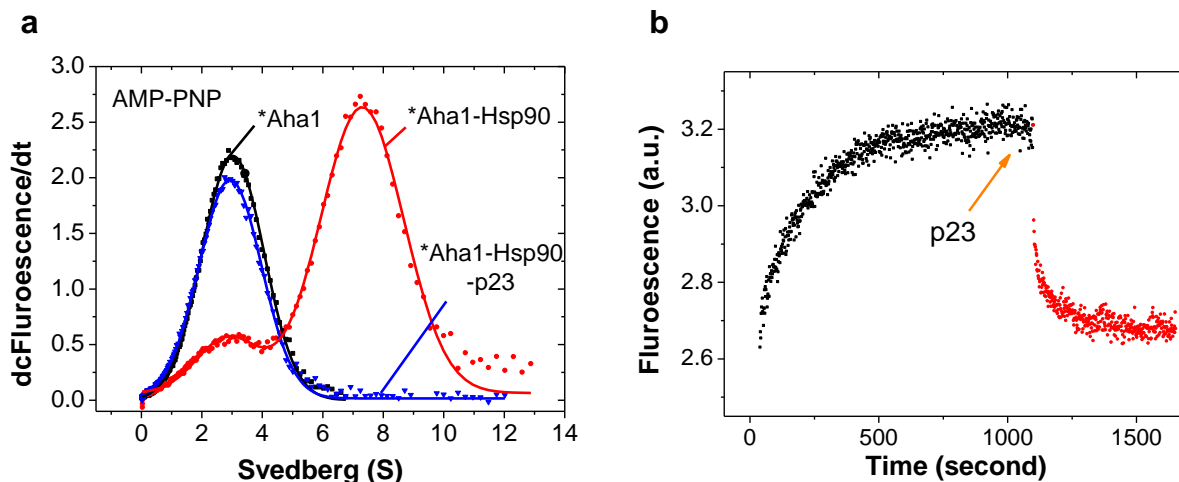 a
b
AMP-PNP
*Aha1
*Aha1-Hsp90
*Aha1-Hsp90
-p23
dcFluroescence/dt
3.0
2.5
2.0
1.5
1.0
0.5
0.0
0 2 4 6 8 10 12 14
Svedberg (S)
Fluroescence (a.u.)
3.2
3.0
2.8
2.6
p23
0 500 1000 1500
Time (second)